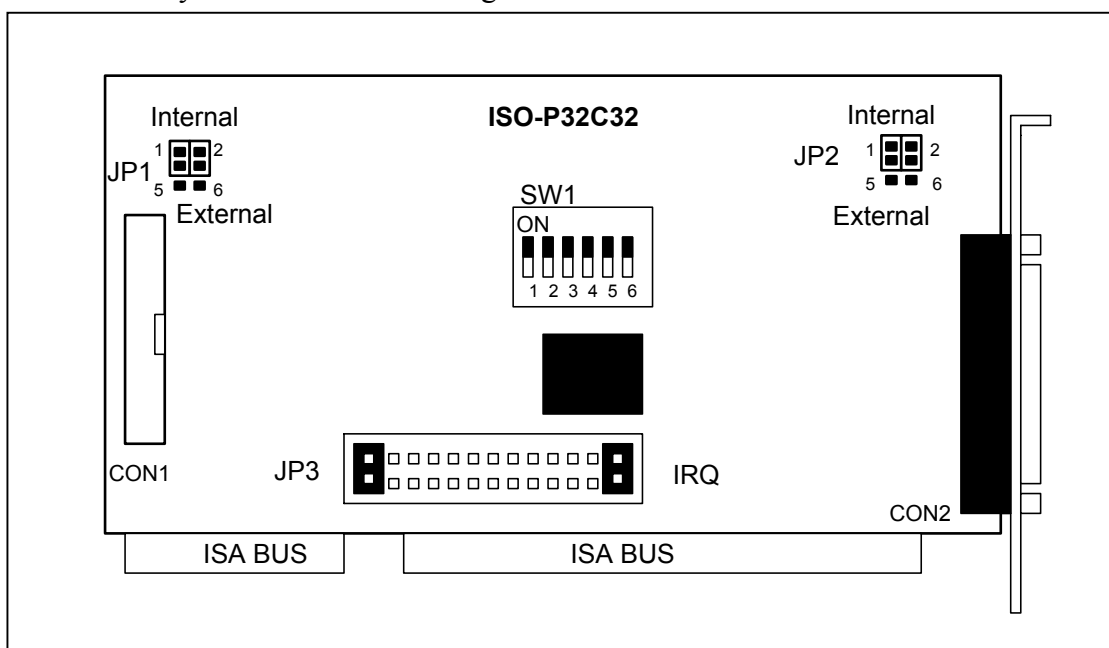 Internal
ISO-P32C32
Internal
1 2
JP1
5 6
External
1 2
JP2
5 6
External
SW1
ON
1 2 3 4 5 6
CON1
JP3
IRQ
CON2
ISA BUS
ISA BUS